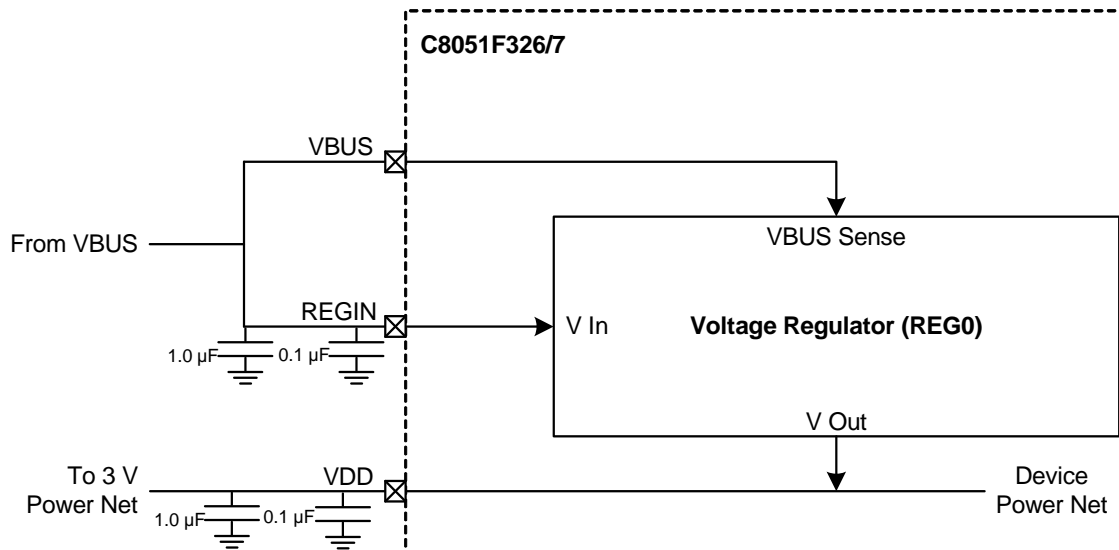 C8051F326/7
VBUS
From VBUS
VBUS Sense
REGIN
V In
Voltage Regulator (REG0)
1.0 µF
0.1 µF
V Out
To 3 V
Power Net
VDD
Device
Power Net
1.0 µF
0.1 µF